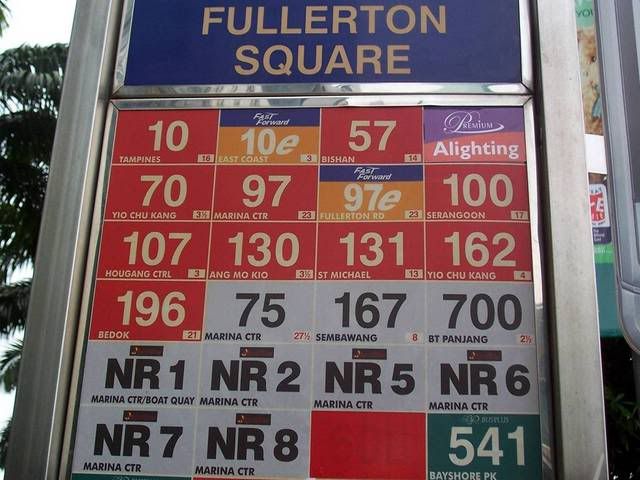 FULLERTON
SQUARE
10
TAMPINES 16
FAST Forward
10e
EAST COAST 3
57
BISHAN 14
PREMIUM
Alighting
70
YIO CHU KANG 3½
97
MARINA CTR 23
FAST Forward
97e
FULLERTON RD 23
100
SERANGOON 17
107
HOUGANG CTRL 3
130
ANG MO KIO 3½
131
ST MICHAEL 13
162
YIO CHU KANG 4
196
BEDOK 21
75
MARINA CTR 27½
167
SEMBAWANG 8
700
BT PANJANG 2½
NR 1
MARINA CTR/BOAT QUAY
NR 2
MARINA CTR
NR 5
MARINA CTR
NR 6
MARINA CTR
NR 7
MARINA CTR
NR 8
MARINA CTR
BUSPLUS
541
BAYSHORE PK